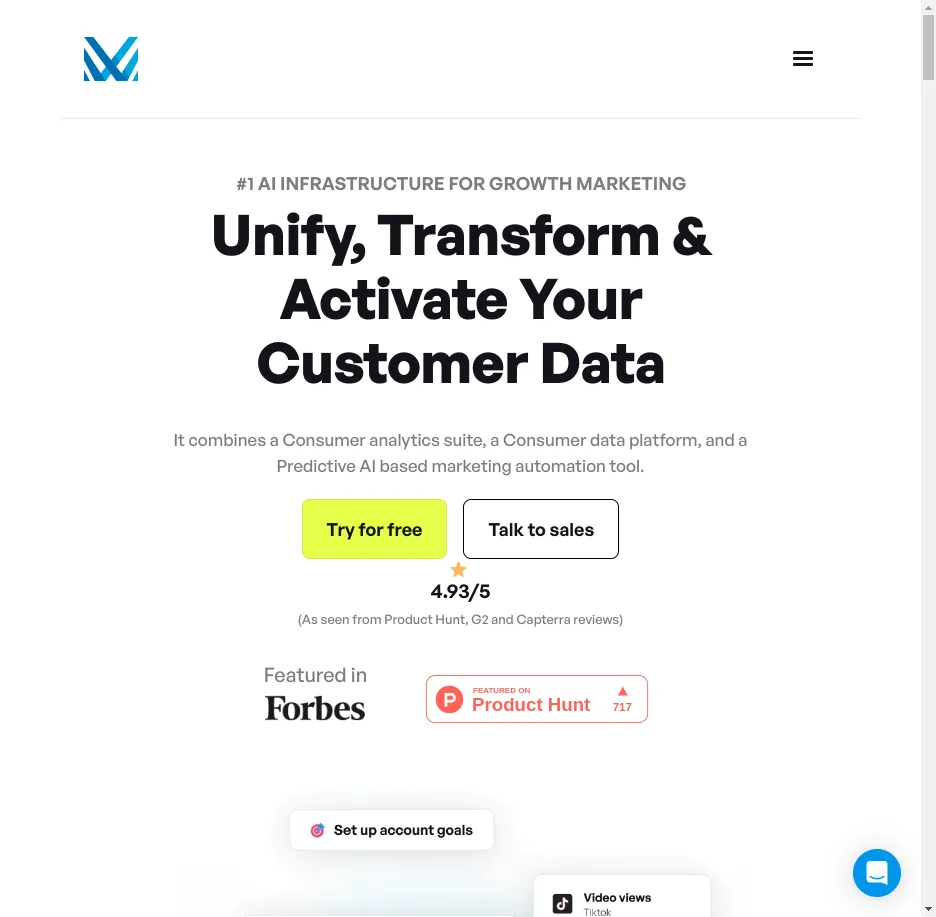 #1 AI INFRASTRUCTURE FOR GROWTH MARKETING
Unify, Transform &
Activate Your
Customer Data
It combines a Consumer analytics suite, a Consumer data platform, and a
Predictive AI based marketing automation tool.
Try for free
Talk to sales
4.93/5
(As seen from Product Hunt, G2 and Capterra reviews)
Featured in
Forbes
FEATURED ON
Product Hunt
717
Set up account goals
Video views
Tiktok